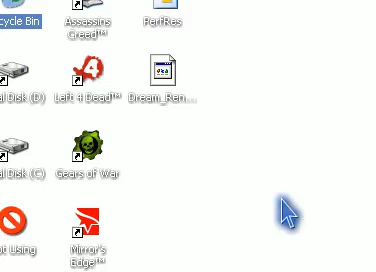 cycle Bin
Assassins
Creed™
PerfRes
al Disk (D)
Left 4 Dead™
Dream_Ren...
al Disk (C)
Gears of War
ot Using
Mirror's
Edge™